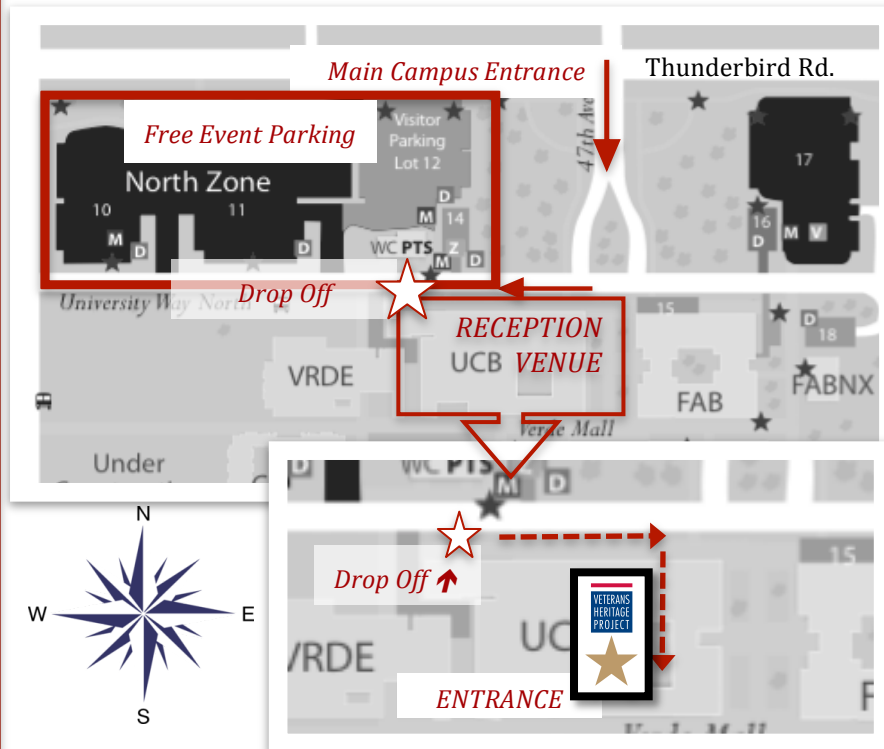 Main Campus Entrance
Thunderbird Rd.
47th Ave
Free Event Parking
Visitor
Parking
Lot 12
North Zone
10
11
M
D
D
D
M
14
Z
WC PTS
M
D
17
16
D
M
V
University Way North
Drop Off
RECEPTION
VENUE
UCB
VRDE
15
FAB
D
18
FABNX
Verde Mall
Under
D
WC PTS
M
D
Drop Off
15
VETERANS
HERITAGE
PROJECT
UC
VRDE
ENTRANCE
F
Verde Mall
N
W
E
S